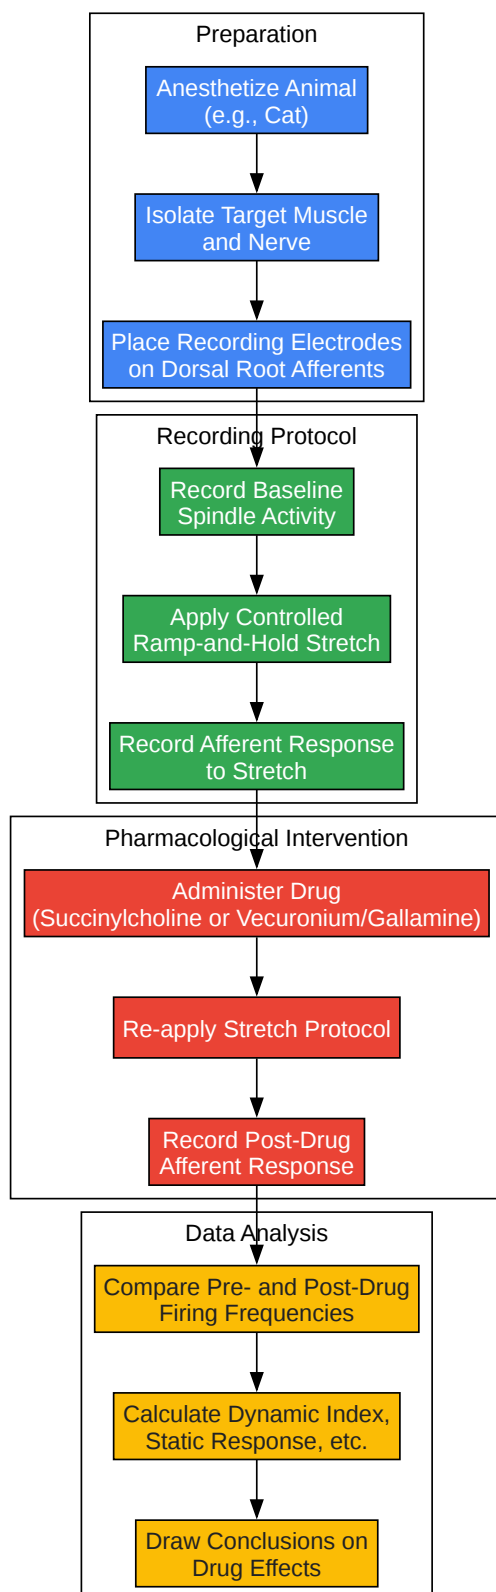 Preparation
Anesthetize Animal
(e.g., Cat)
Isolate Target Muscle
and Nerve
Place Recording Electrodes
on Dorsal Root Afferents
Recording Protocol
Record Baseline
Spindle Activity
Apply Controlled
Ramp-and-Hold Stretch
Record Afferent Response
to Stretch
Pharmacological Intervention
Administer Drug
(Succinylcholine or Vecuronium/Gallamine)
Re-apply Stretch Protocol
Record Post-Drug
Afferent Response
Data Analysis
Compare Pre- and Post-Drug
Firing Frequencies
Calculate Dynamic Index,
Static Response, etc.
Draw Conclusions on
Drug Effects